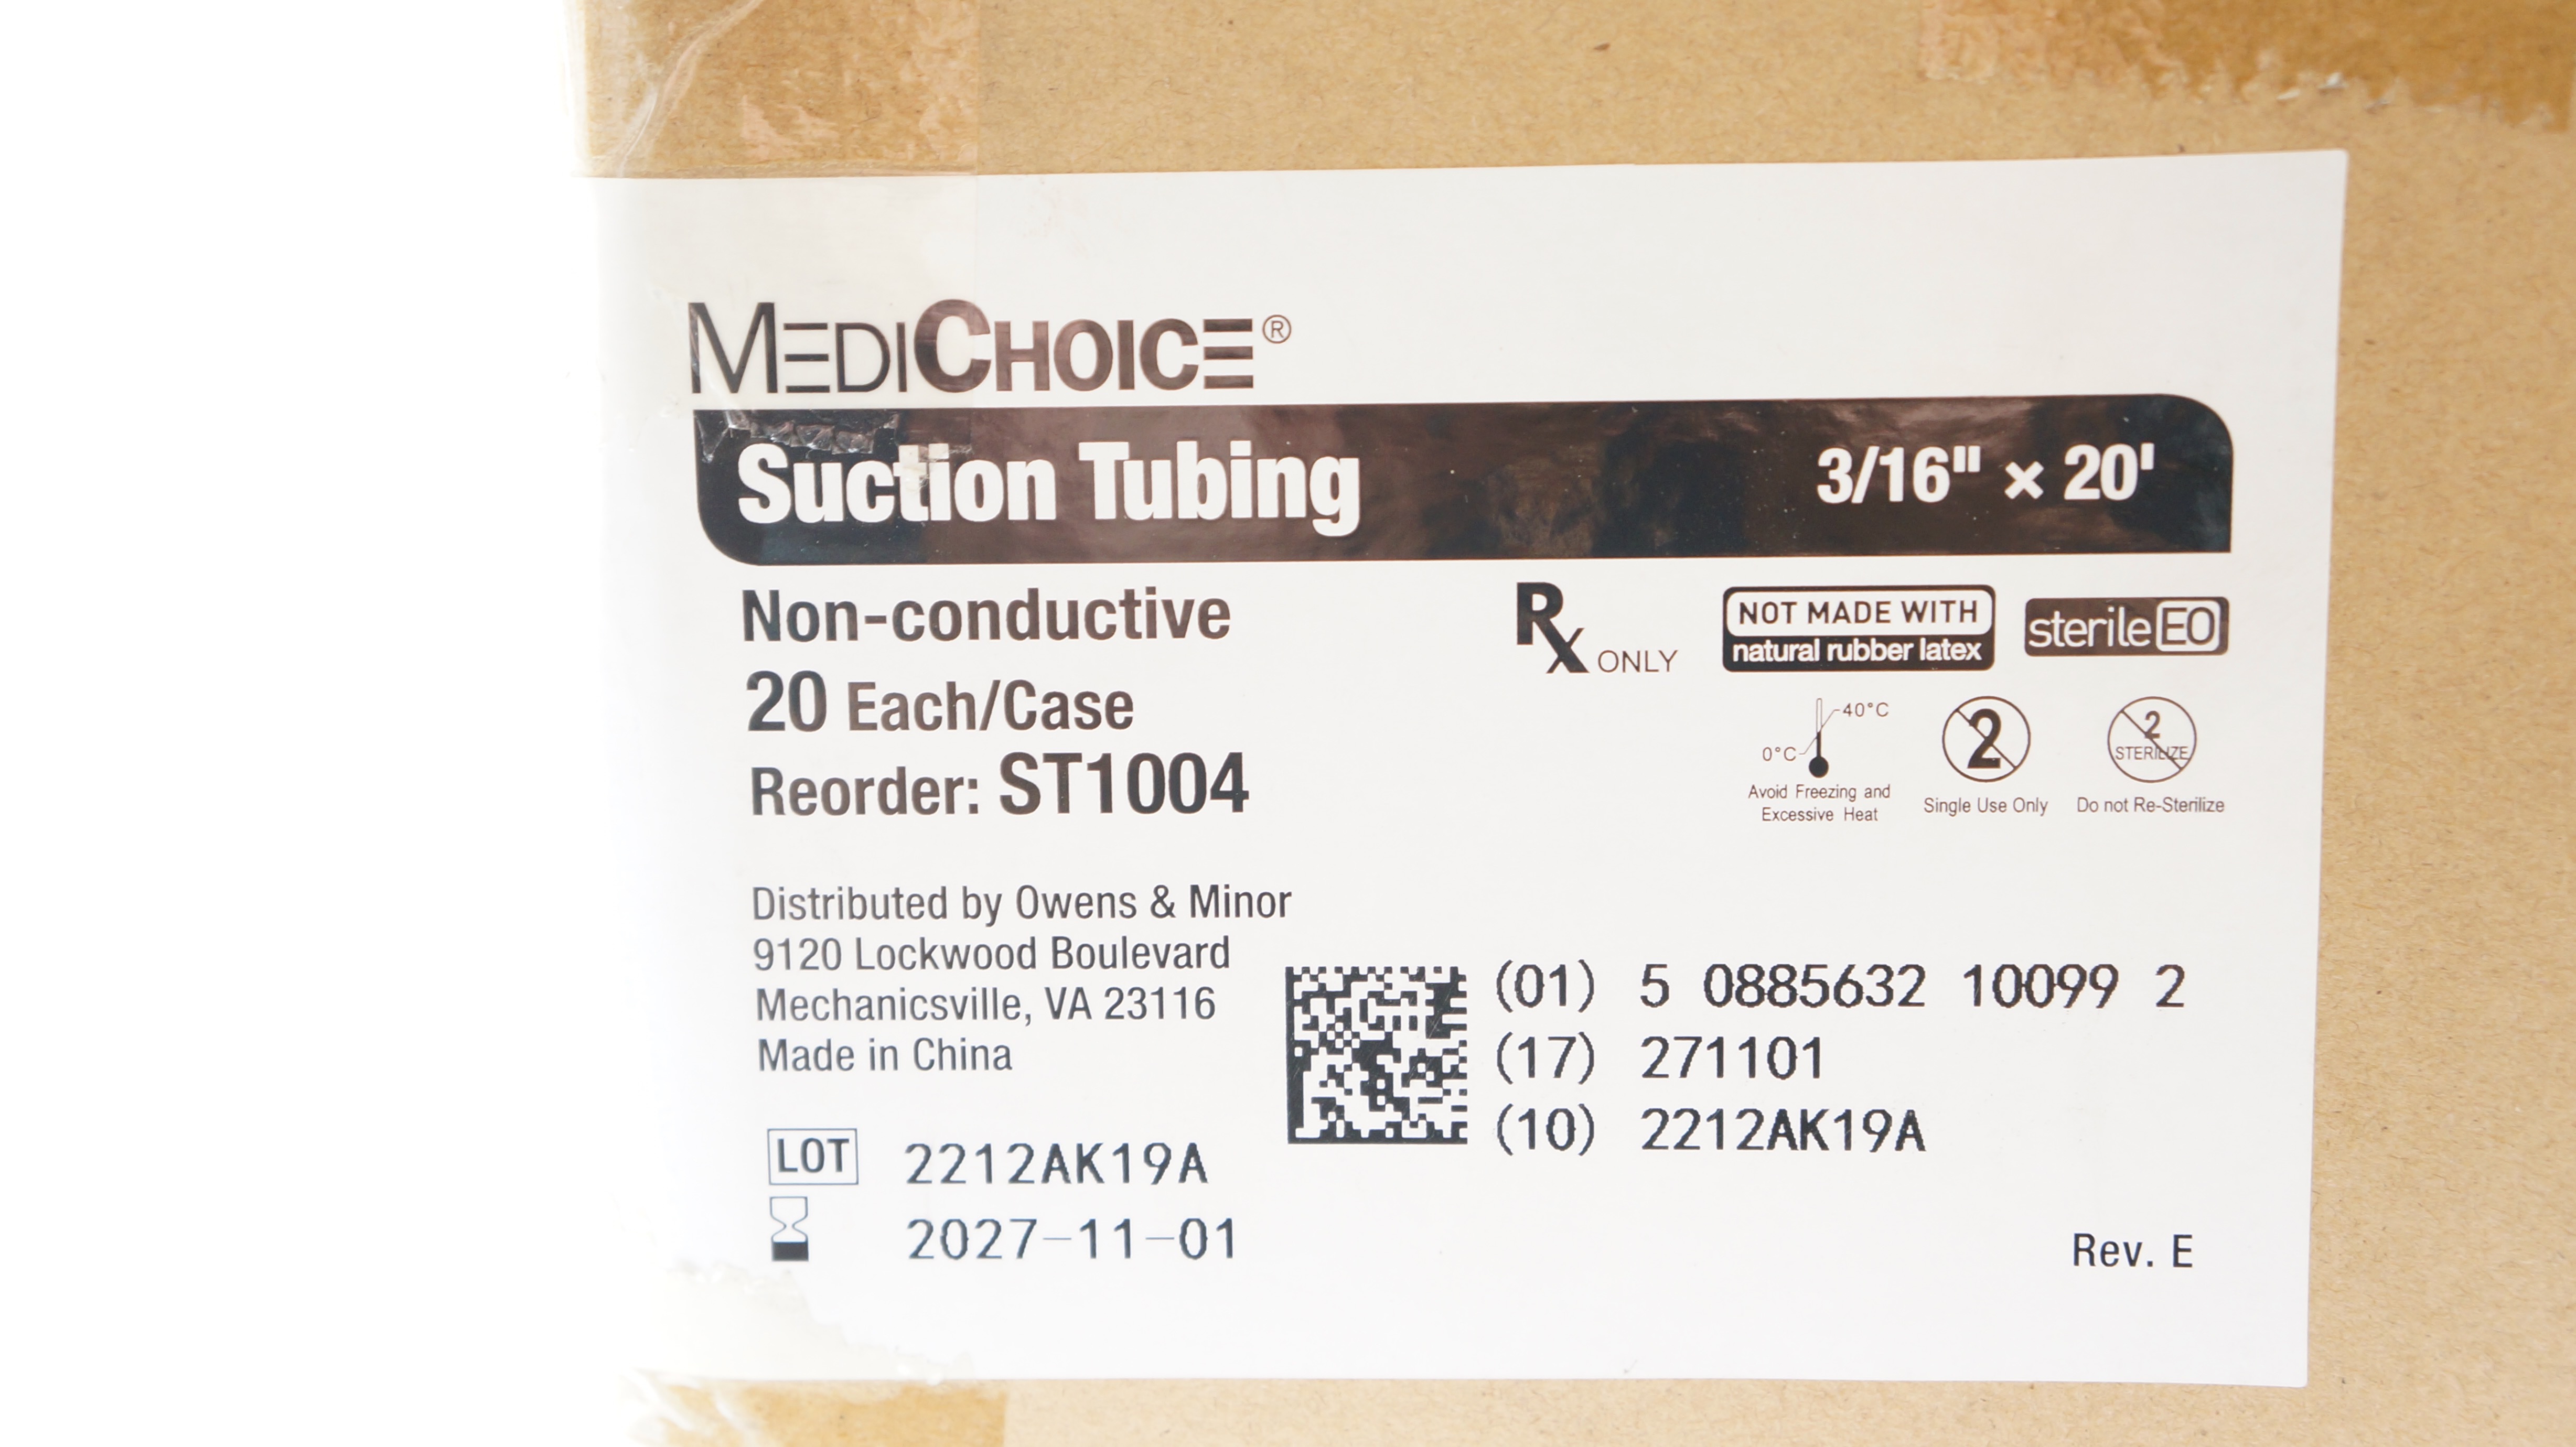 MEDICHOICE®
Suction Tubing 3/16" × 20'
Non-conductive
20 Each/Case
Reorder: ST1004
Rx ONLY
NOT MADE WITH
natural rubber latex
sterile EO
40°C
0°C
Avoid Freezing and
Excessive Heat
2
Single Use Only
2
STERILIZE
Do not Re-Sterilize
Distributed by Owens & Minor
9120 Lockwood Boulevard
Mechanicsville, VA 23116
Made in China
(01) 5 0885632 10099 2
(17) 271101
(10) 2212AK19A
LOT 2212AK19A
2027-11-01
Rev. E